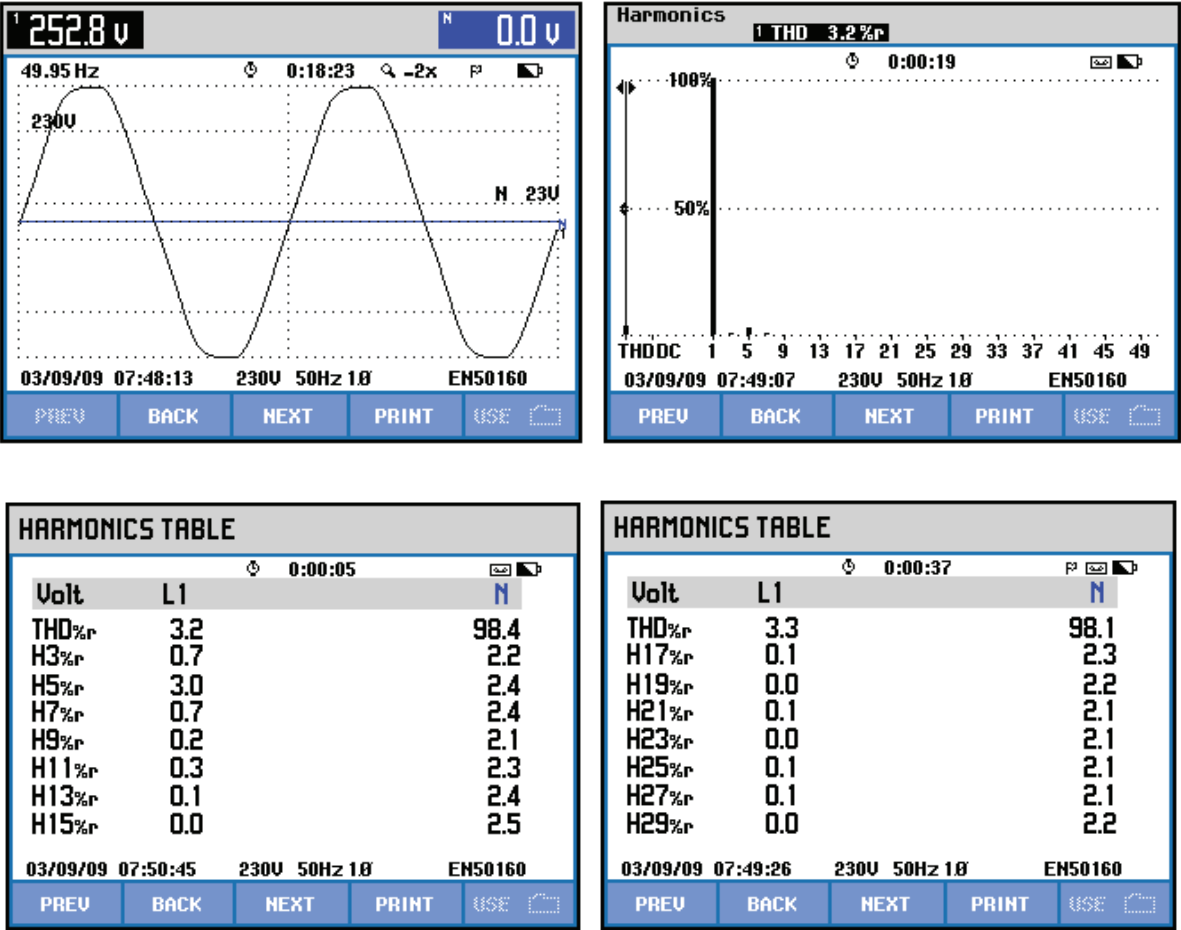 1 252.8 V N 0.0 V
49.95 Hz 0:18:23 -2x
230V
N 23V
N
1
03/09/09 07:48:13 230V 50Hz 1Ø EN50160
PREV BACK NEXT PRINT USE
Harmonics
1 THD 3.2%r
0:00:19
100%
50%
THD DC 1 5 9 13 17 21 25 29 33 37 41 45 49
03/09/09 07:49:07 230V 50Hz 1Ø EN50160
PREV BACK NEXT PRINT USE
HARMONICS TABLE
0:00:05
Volt L1 N
THD%r 3.2 98.4
H3%r 0.7 2.2
H5%r 3.0 2.4
H7%r 0.7 2.4
H9%r 0.2 2.1
H11%r 0.3 2.3
H13%r 0.1 2.4
H15%r 0.0 2.5
03/09/09 07:50:45 230V 50Hz 1Ø EN50160
PREV BACK NEXT PRINT USE
HARMONICS TABLE
0:00:37
Volt L1 N
THD%r 3.3 98.1
H17%r 0.1 2.3
H19%r 0.0 2.2
H21%r 0.1 2.1
H23%r 0.0 2.1
H25%r 0.1 2.1
H27%r 0.1 2.1
H29%r 0.0 2.2
03/09/09 07:49:26 230V 50Hz 1Ø EN50160
PREV BACK NEXT PRINT USE